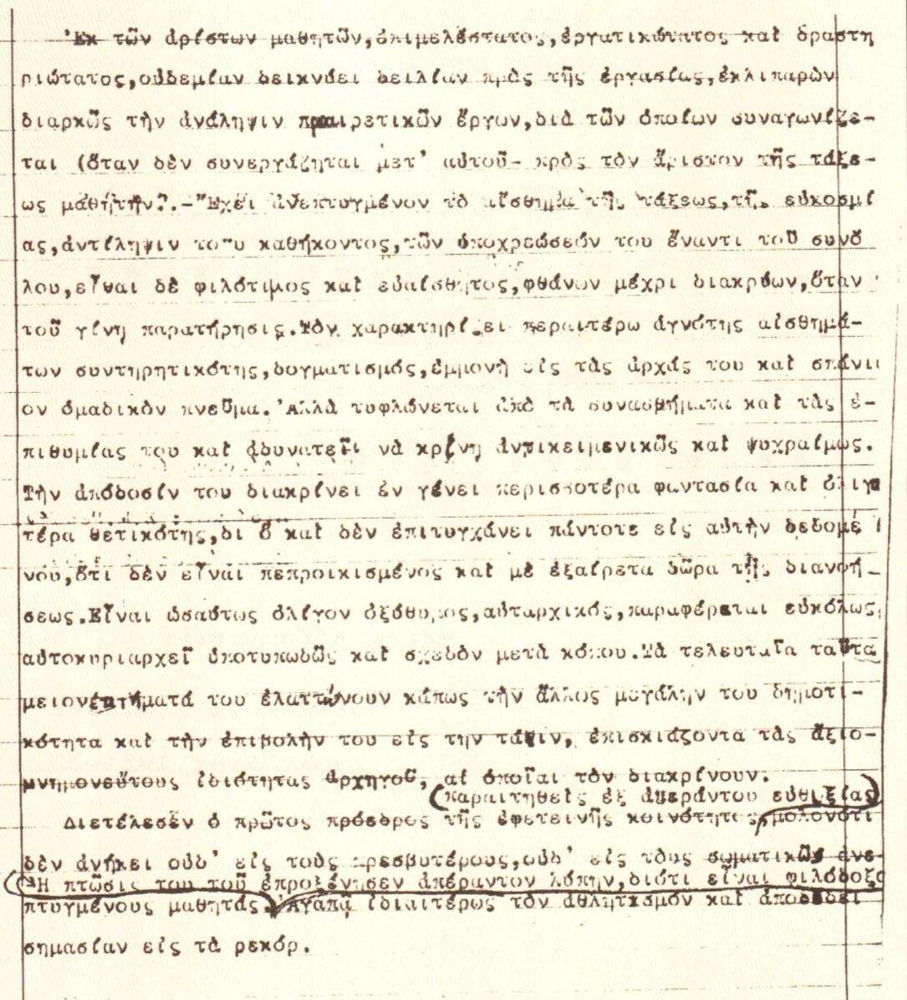 Ἐκ τῶν ἀρίστων μαθητῶν,ἐπιμελέστατος,ἐργατικώτατος καὶ δραστη
ριώτατος,οὐδεμίαν δεικνύει δειλίαν πρὸς τῆς ἐργασίας,ἐκλιπαρῶν
διαρκῶς τὴν ἀνάληψιν προαιρετικῶν ἔργων,διὰ τῶν ὁποίων συναγωνίζε-
ται (ὅταν δὲν συνεργάζηται μετ' αὐτοῦ- πρὸς τὸν ἄριστον τῆς τάξε-
ως μαθητήν?.-Ἔχει ἀνεπτυγμένον τὸ αἴσθημα τῆς τάξεως,τῆς εὐκοσμί
ας,ἀντίληψιν του καθήκοντος,τῶν ὑποχρεώσεών του ἔναντι τοῦ συνό
λου,εἶναι δὲ φιλότιμος καὶ εὐαίσθητος,φθάνων μέχρι δακρύων,ὅταν
τοῦ γίνῃ παρατήρησις.Τὸν χαρακτηρίζει περαιτέρω ἁγνότης αἰσθημά-
των συντηρητικότης,δογματισμός,ἐμμονὴ εἰς τὰς ἀρχάς του καὶ σπάνι
ον ὁμαδικὸν πνεῦμα.Ἀλλὰ τυφλώνεται ἀπὸ τὰ συνασθήματα καὶ τὰς ἐ-
πιθυμίας του καὶ ἀδυνατεῖ νὰ κρίνῃ ἀντικειμενικῶς καὶ ψυχραίμως.
Τὴν ἀπόδοσίν του διακρίνει ἐν γένει περισσοτέρα φαντασία καὶ ὀλιγω
τέρα θετικότης,δι ὃ καὶ δὲν ἐπιτυγχάνει πάντοτε εἰς αὐτὴν δεδομέ
νου,ὅτι δὲν εἶναι πεπροικισμένος καὶ μὲ ἐξαίρετα δῶρα τῆς διανοή-
σεως.Εἶναι ὡσαύτως ὀλίγον ὀξύθυμος,αὐταρχικός,παραφέρεται εὐκόλως,
αὐτοκυριαρχεῖ ὑποτυπωδῶς καὶ σχεδὸν μετὰ κόπου.Τὰ τελευταῖα ταῦτα
μειονεκτήματά του ἐλαττώνουν κάπως τὴν ἄλλως μεγάλην του δημοτι-
κότητα καὶ τὴν ἐπιβολήν του εἰς την τάξιν, ἐπισκιάζοντα τὰς ἀξιο-
μνημονεύτους ἰδιότητας ἀρχηγοῦ, αἱ ὁποῖαι τὸν διακρίνουν.
(παραιτηθεὶς ἐξ ἀπεράντου εὐθιξίας)
Διετέλεσεν ὁ πρῶτος πρόεδρος τῆς ἐφετεινῆς κοινότητος,μολονότι
δὲν ἀνήκει οὐδ' εἰς τοὺς πρεσβυτέρους,οὐδ' εἰς τοὺς σωματικῶς ἀνε-
(Ἡ πτῶσις του τοῦ ἐπροξένησεν ἀπέραντον λύπην,διότι εἶναι φιλόδοξο
πτυγμένους μαθητάς.Ἀγαπᾷ ἰδιαιτέρως τὸν ἀθλητισμόν καὶ ἀποδίδει
σημασίαν εἰς τὰ ρεκόρ.